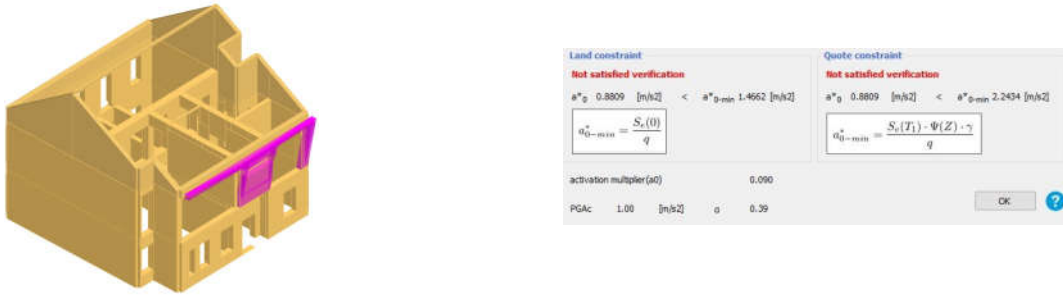 Land constraint
Not satisfied verification
a*0 0.8809 [m/s2] < a*0-min 1.4662 [m/s2]
a*0−min = Se(0) / q
Quote constraint
Not satisfied verification
a*0 0.8809 [m/s2] < a*0-min 2.2434 [m/s2]
a*0−min = Se(T1) · Ψ(Z) · γ / q
activation multiplier(a0) 0.090
PGAc 1.00 [m/s2] α 0.39
OK
?